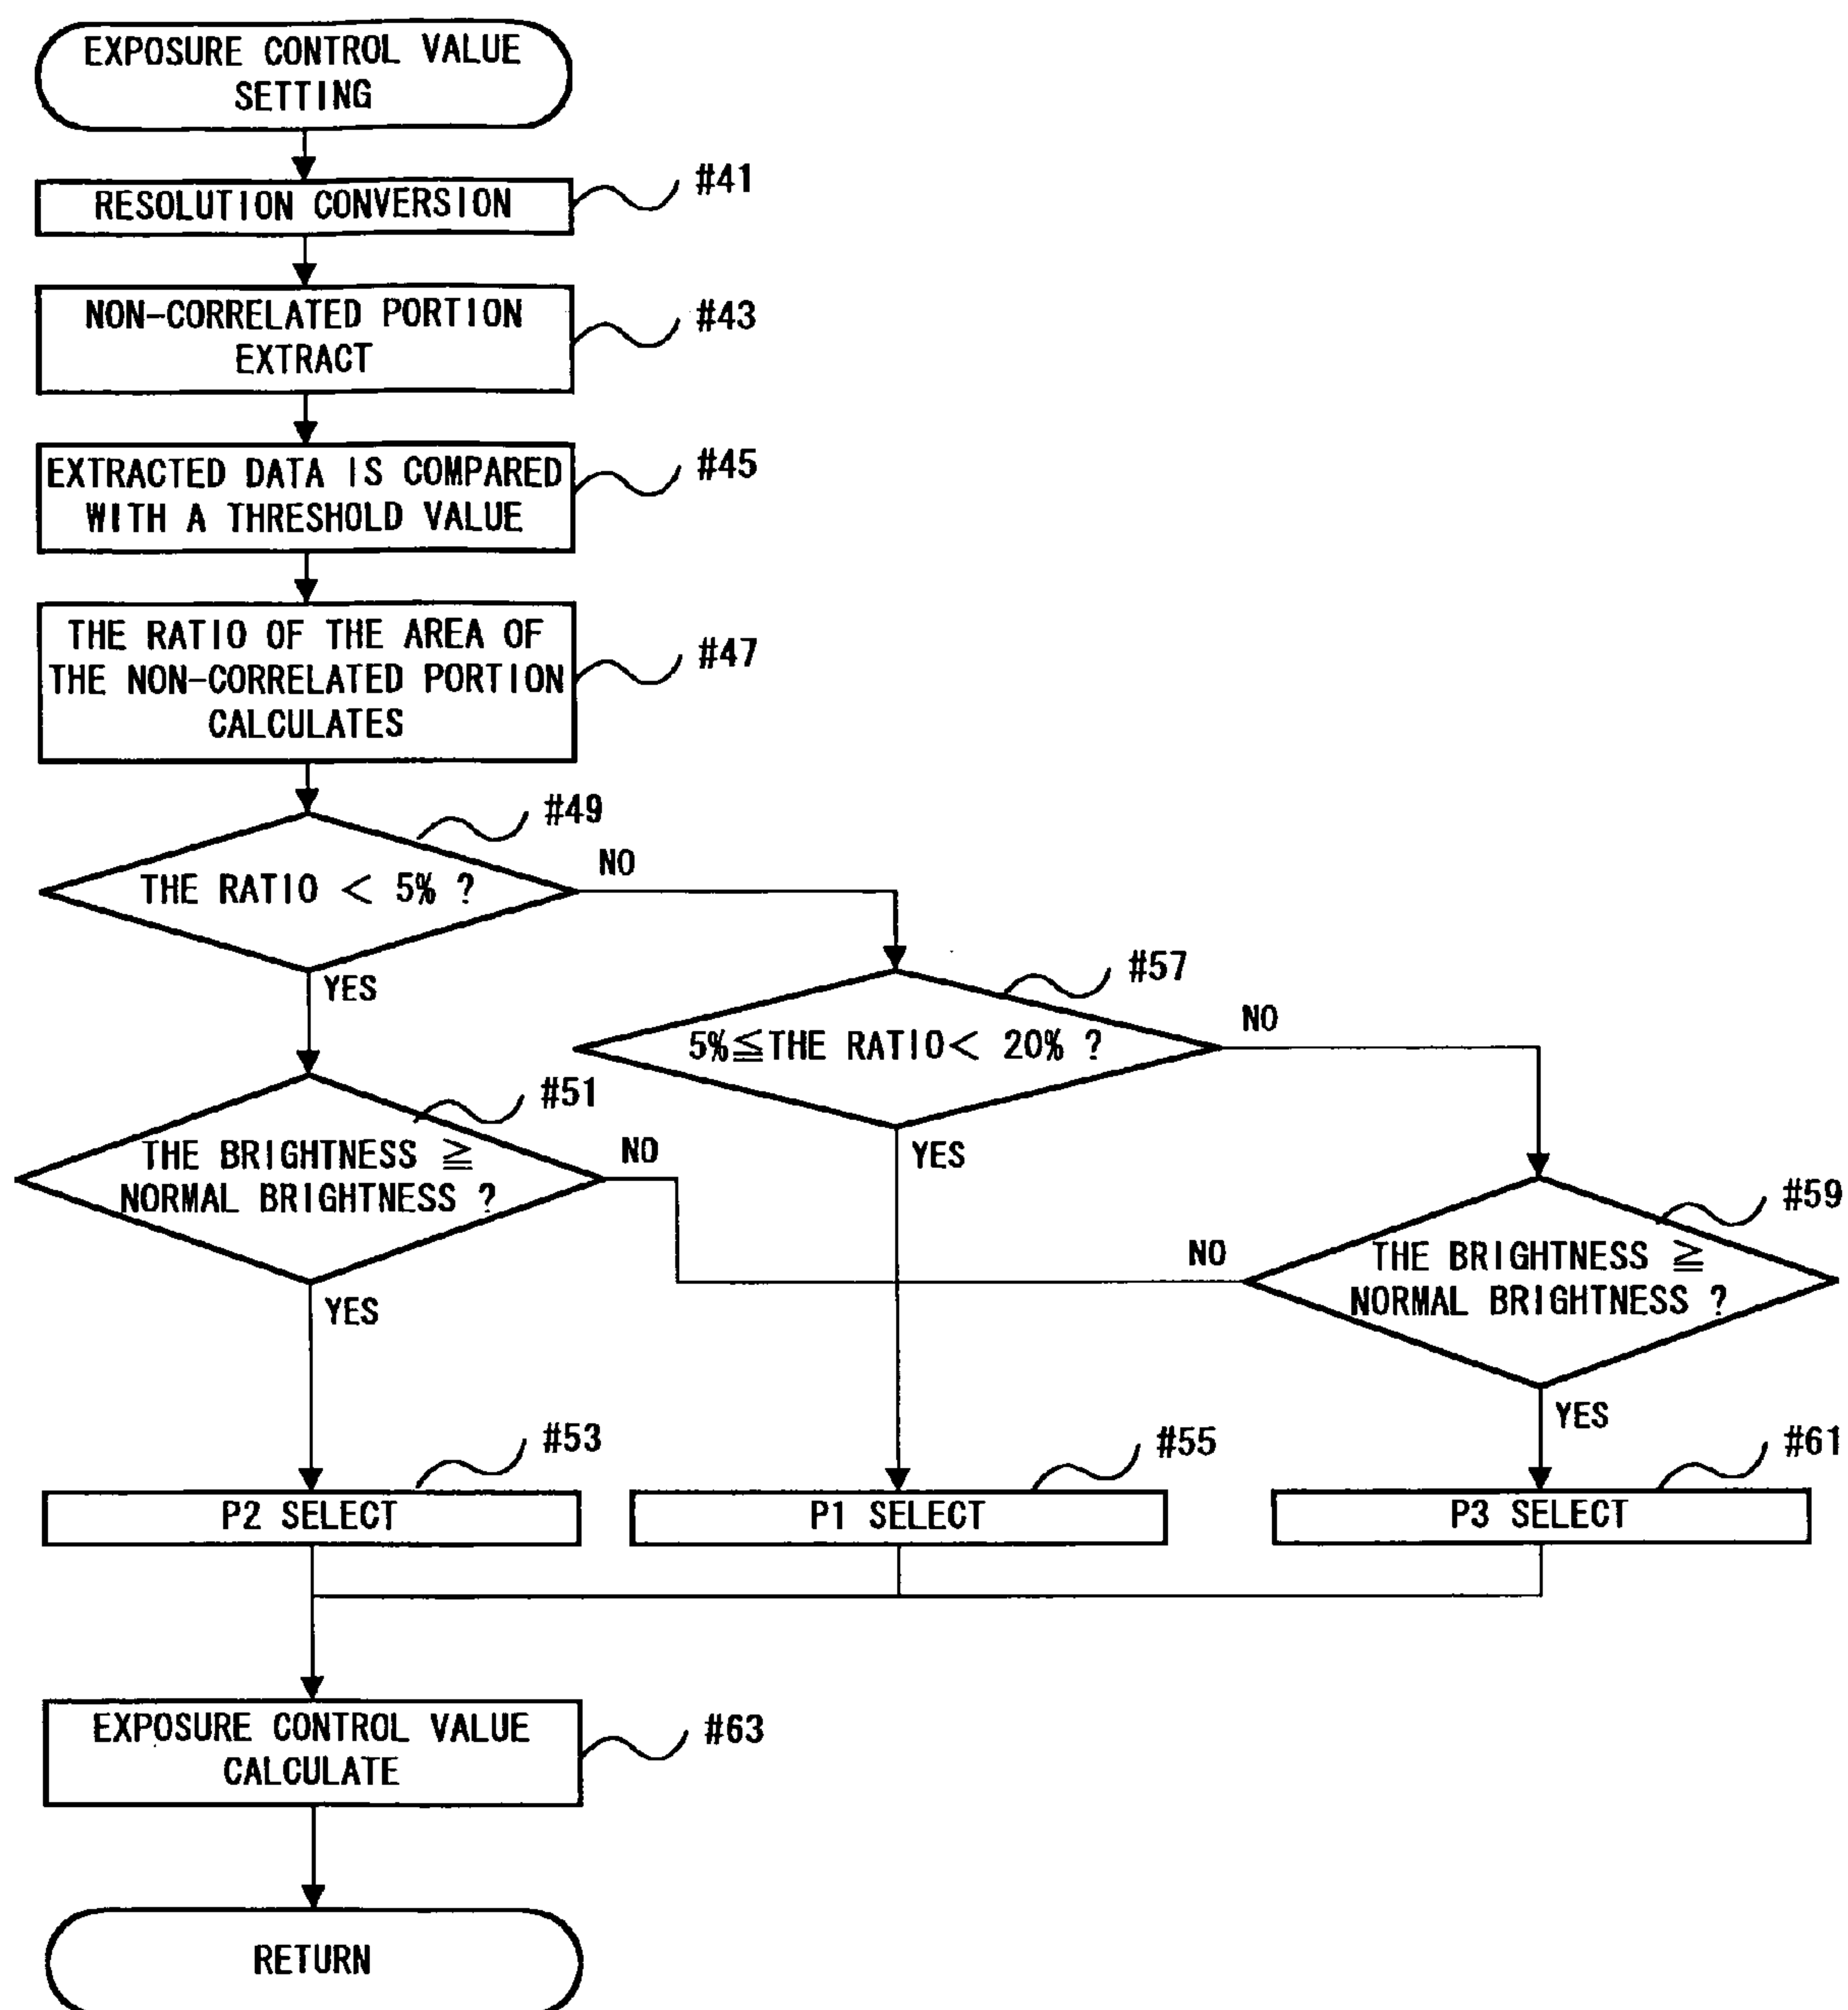 EXPOSURE CONTROL VALUE
SETTING
RESOLUTION CONVERSION
#41
NON-CORRELATED PORTION
EXTRACT
#43
EXTRACTED DATA IS COMPARED
WITH A THRESHOLD VALUE
#45
THE RATIO OF THE AREA OF
THE NON-CORRELATED PORTION
CALCULATES
#47
#49
THE RATIO < 5% ?
NO
YES
#57
5%≦THE RATIO< 20% ?
NO
YES
#51
THE BRIGHTNESS ≧
NORMAL BRIGHTNESS ?
NO
YES
#59
THE BRIGHTNESS ≧
NORMAL BRIGHTNESS ?
NO
YES
#53
P2 SELECT
#55
P1 SELECT
#61
P3 SELECT
EXPOSURE CONTROL VALUE
CALCULATE
#63
RETURN